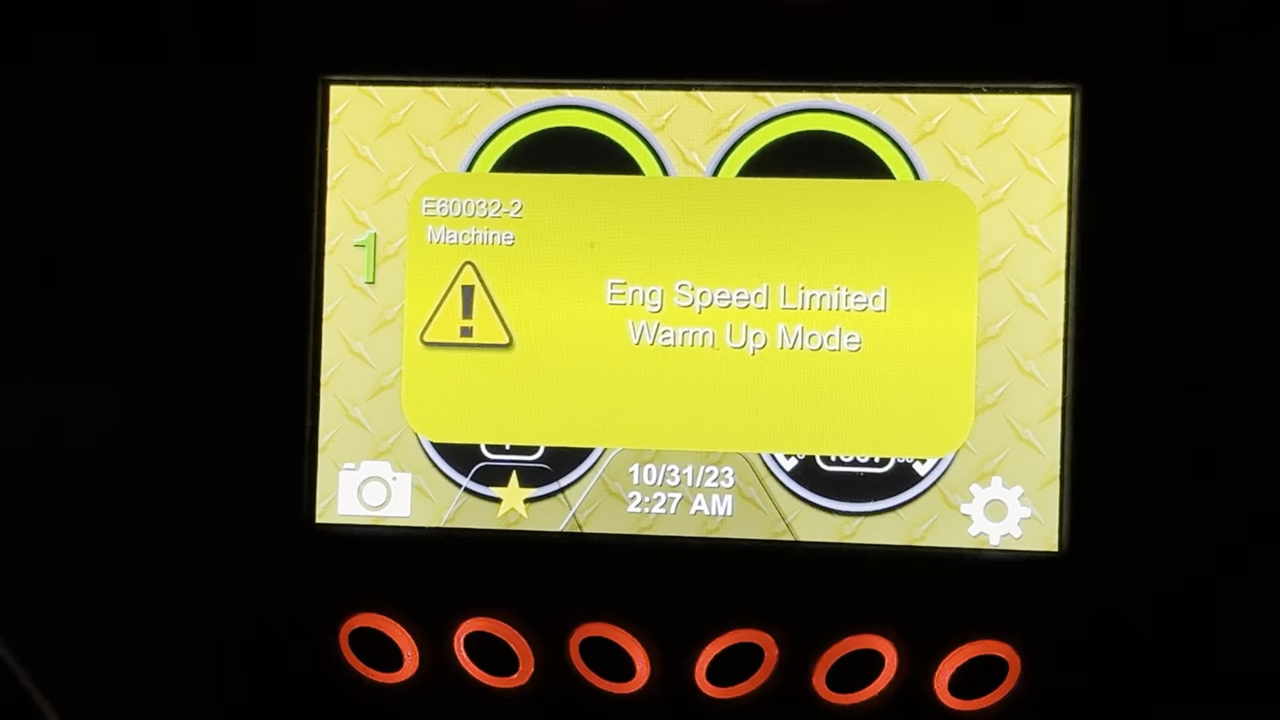 E60032-2
Machine
1
Eng Speed Limited
Warm Up Mode
10/31/23
2:27 AM